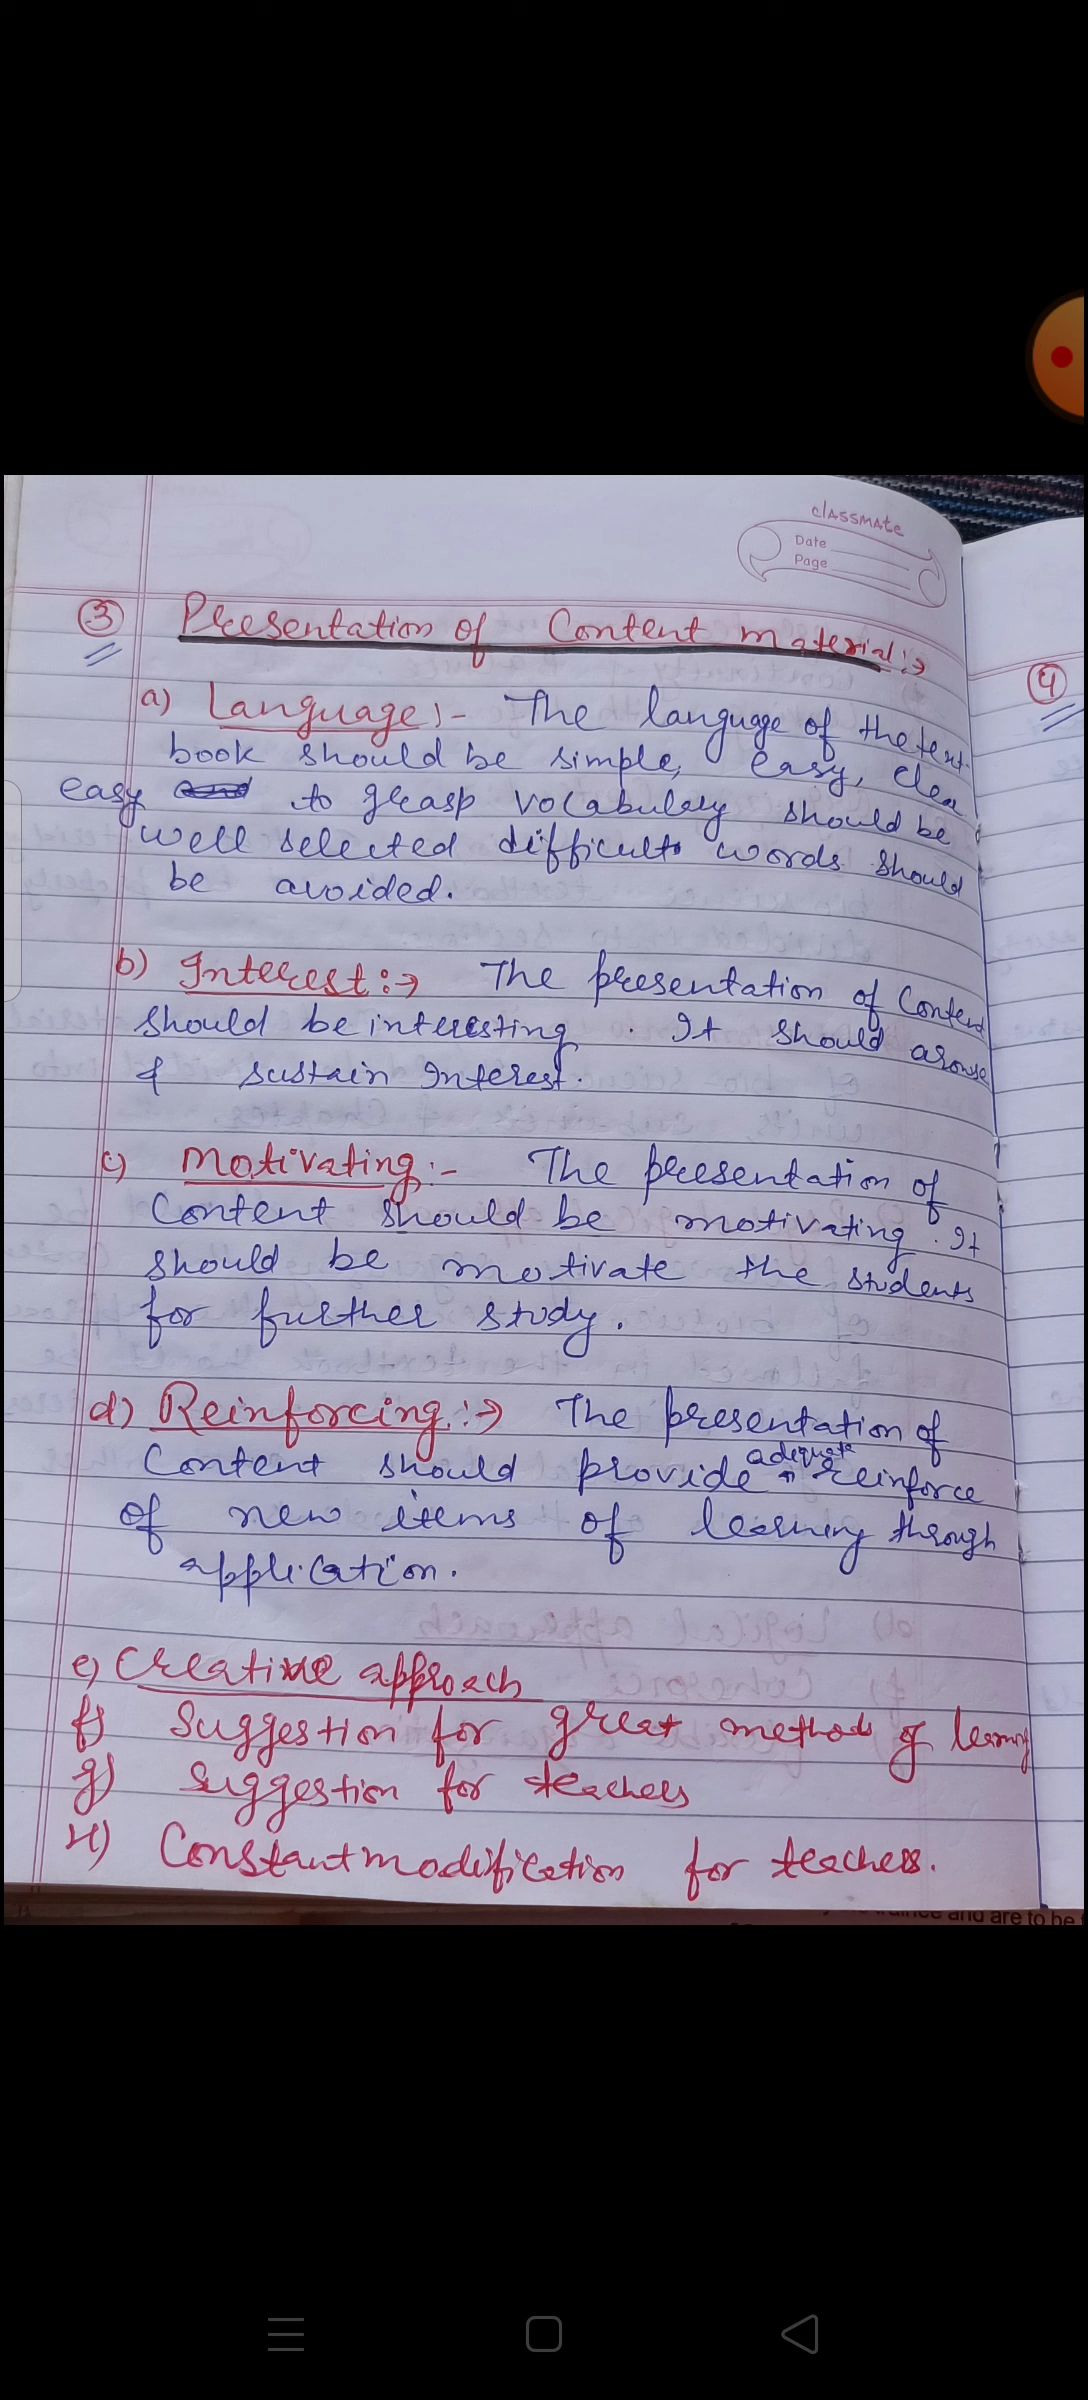 classmate
Date
Page
3 Presentation of Content material :→
a) Language :- The language of the text
book should be simple, easy, clear
easy to grasp vocabulary should be
well selected difficult words should
be avoided.
b) Interest :→ The presentation of Content
should be interesting . It should arouse
& sustain Interest.
c) Motivating :- The presentation of
Content should be motivating . It
should be motivate the students
for further study.
d) Reinforcing :→ The presentation of
Content should provide adequate reinforce
of new items of learning through
application.
e) Creative approach
f) Suggestion for great methods of learning
g) Suggestion for teachers
H) Constant modification for teachers.
4
and are to be